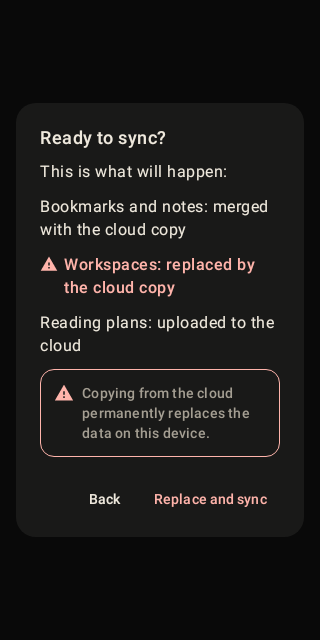 Ready to sync?
This is what will happen:
Bookmarks and notes: merged
with the cloud copy
Workspaces: replaced by
the cloud copy
Reading plans: uploaded to the
cloud
Copying from the cloud
permanently replaces the
data on this device.
Back Replace and sync